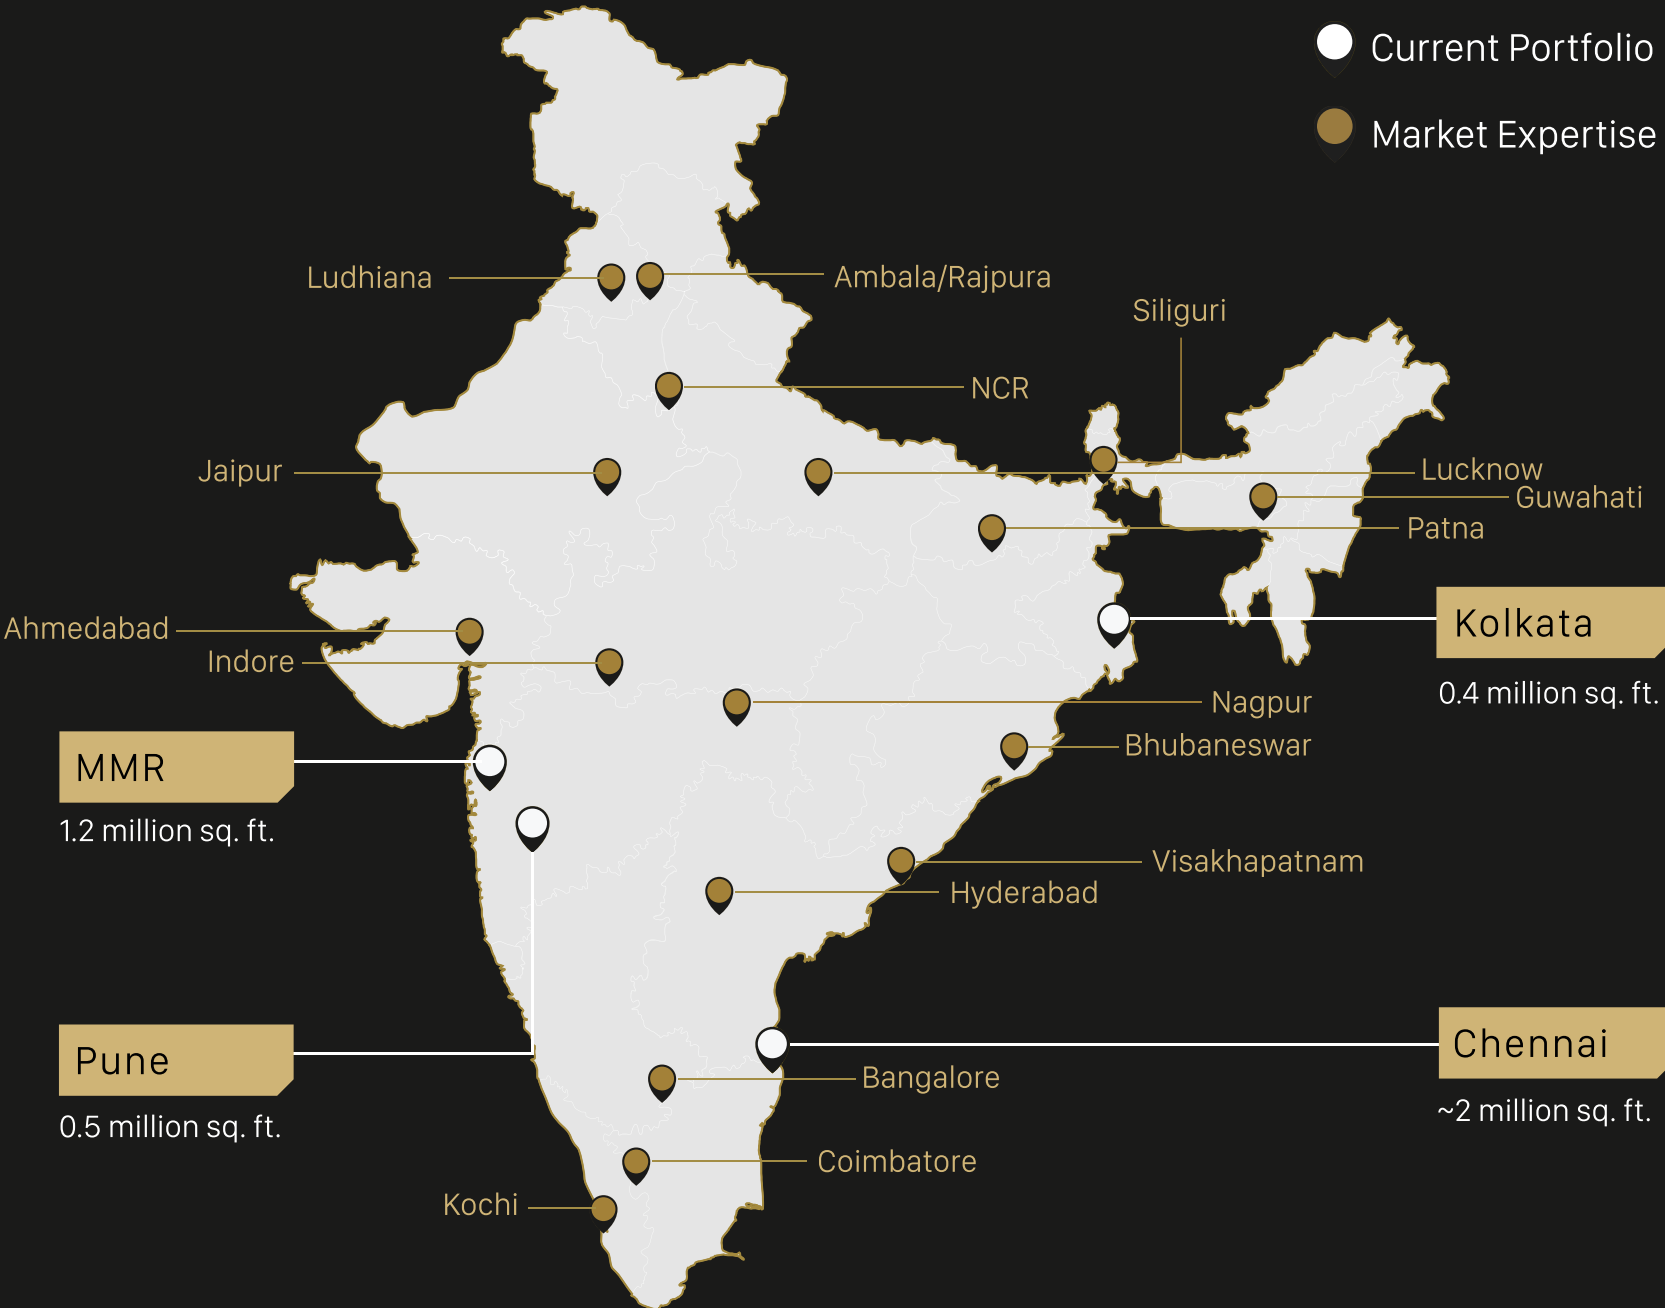 Current Portfolio
Market Expertise
Ludhiana
Ambala/Rajpura
Siliguri
NCR
Jaipur
Lucknow
Guwahati
Patna
Ahmedabad
Indore
Kolkata
0.4 million sq. ft.
Nagpur
Bhubaneswar
MMR
1.2 million sq. ft.
Visakhapatnam
Hyderabad
Pune
0.5 million sq. ft.
Chennai
~2 million sq. ft.
Bangalore
Coimbatore
Kochi